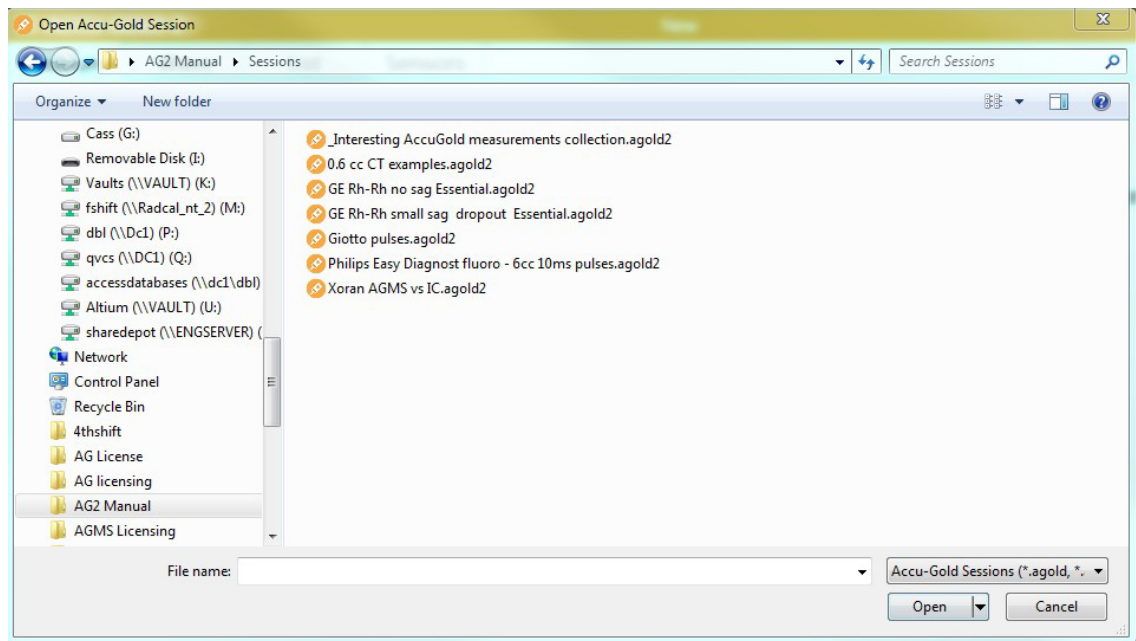 Open Accu-Gold Session
AG2 Manual Sessions
Search Sessions
Organize New folder
Cass (G:)
Removable Disk (I:)
Vaults (\\VAULT) (K:)
fshift (\\Radcal_nt_2) (M:)
dbl (\\Dc1) (P:)
qvcs (\\DC1) (Q:)
accessdatabases (\\dc1\dbl)
Altium (\\VAULT) (U:)
sharedepot (\\ENGSERVER) (
Network
Control Panel
Recycle Bin
4thshift
AG License
AG licensing
AG2 Manual
AGMS Licensing
_Interesting AccuGold measurements collection.agold2
0.6 cc CT examples.agold2
GE Rh-Rh no sag Essential.agold2
GE Rh-Rh small sag  dropout  Essential.agold2
Giotto pulses.agold2
Philips Easy Diagnost fluoro - 6cc 10ms pulses.agold2
Xoran AGMS vs IC.agold2
File name:
Accu-Gold Sessions (*.agold, *.
Open
Cancel